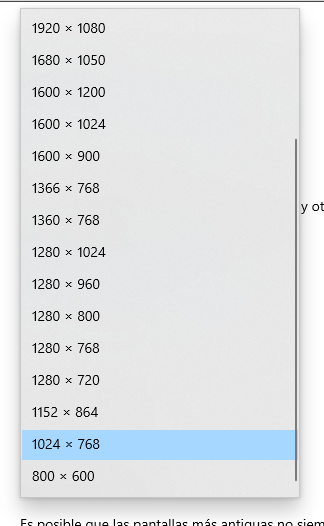 1920 × 1080
1680 × 1050
1600 × 1200
1600 × 1024
1600 × 900
1366 × 768
1360 × 768
y ot
1280 × 1024
1280 × 960
1280 × 800
1280 × 768
1280 × 720
1152 × 864
1024 × 768
800 × 600
Es posible que las pantallas más antiguas no siem